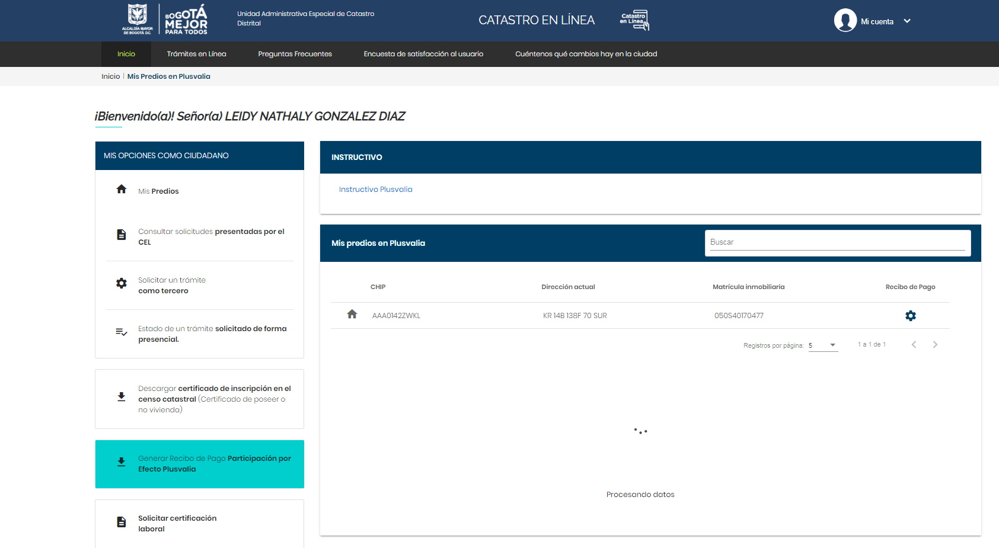 ALCALDÍA MAYOR
DE BOGOTÁ D.C.
BOGOTÁ
MEJOR
PARA TODOS
Unidad Administrativa Especial de Catastro
Distrital
CATASTRO EN LÍNEA
Catastro
en Línea
Mi cuenta
Inicio
Trámites en Línea
Preguntas Frecuentes
Encuesta de satisfacción al usuario
Cuéntenos qué cambios hay en la ciudad
Inicio | Mis Predios en Plusvalia
¡Bienvenido(a)! Señor(a) LEIDY NATHALY GONZALEZ DIAZ
MIS OPCIONES COMO CIUDADANO
Mis Predios
Consultar solicitudes presentadas por el
CEL
Solicitar un trámite
como tercero
Estado de un trámite solicitado de forma
presencial.
Descargar certificado de inscripción en el
censo catastral (Certificado de poseer o
no vivienda)
Generar Recibo de Pago Participación por
Efecto Plusvalia
Solicitar certificación
laboral
INSTRUCTIVO
Instructivo Plusvalia
Mis predios en Plusvalia
Buscar
CHIP
Dirección actual
Matrícula inmobiliaria
Recibo de Pago
AAA0142ZWKL
KR 14B 138F 70 SUR
050S40170477
Registros por página: 5
1 a 1 de 1
Procesando datos